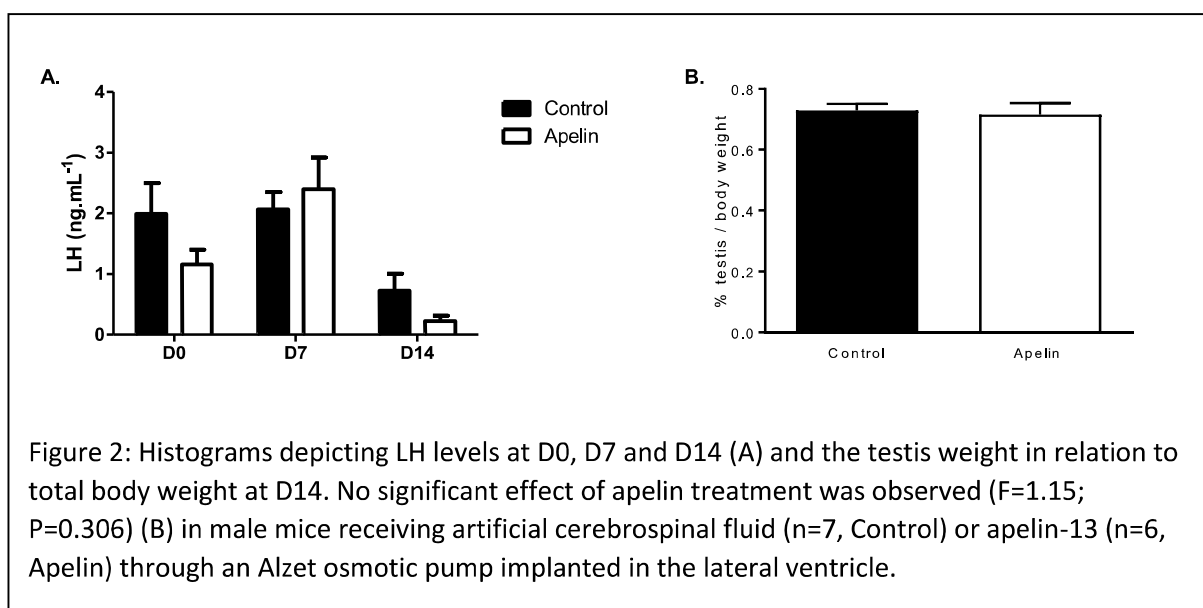 A.
4
3
2
1
0
LH (ng.mL⁻¹)
D0 D7 D14
Control
Apelin
B.
0.8
0.6
0.4
0.2
0.0
% testis / body weight
Control Apelin
Figure 2: Histograms depicting LH levels at D0, D7 and D14 (A) and the testis weight in relation to
total body weight at D14. No significant effect of apelin treatment was observed (F=1.15;
P=0.306) (B) in male mice receiving artificial cerebrospinal fluid (n=7, Control) or apelin-13 (n=6,
Apelin) through an Alzet osmotic pump implanted in the lateral ventricle.